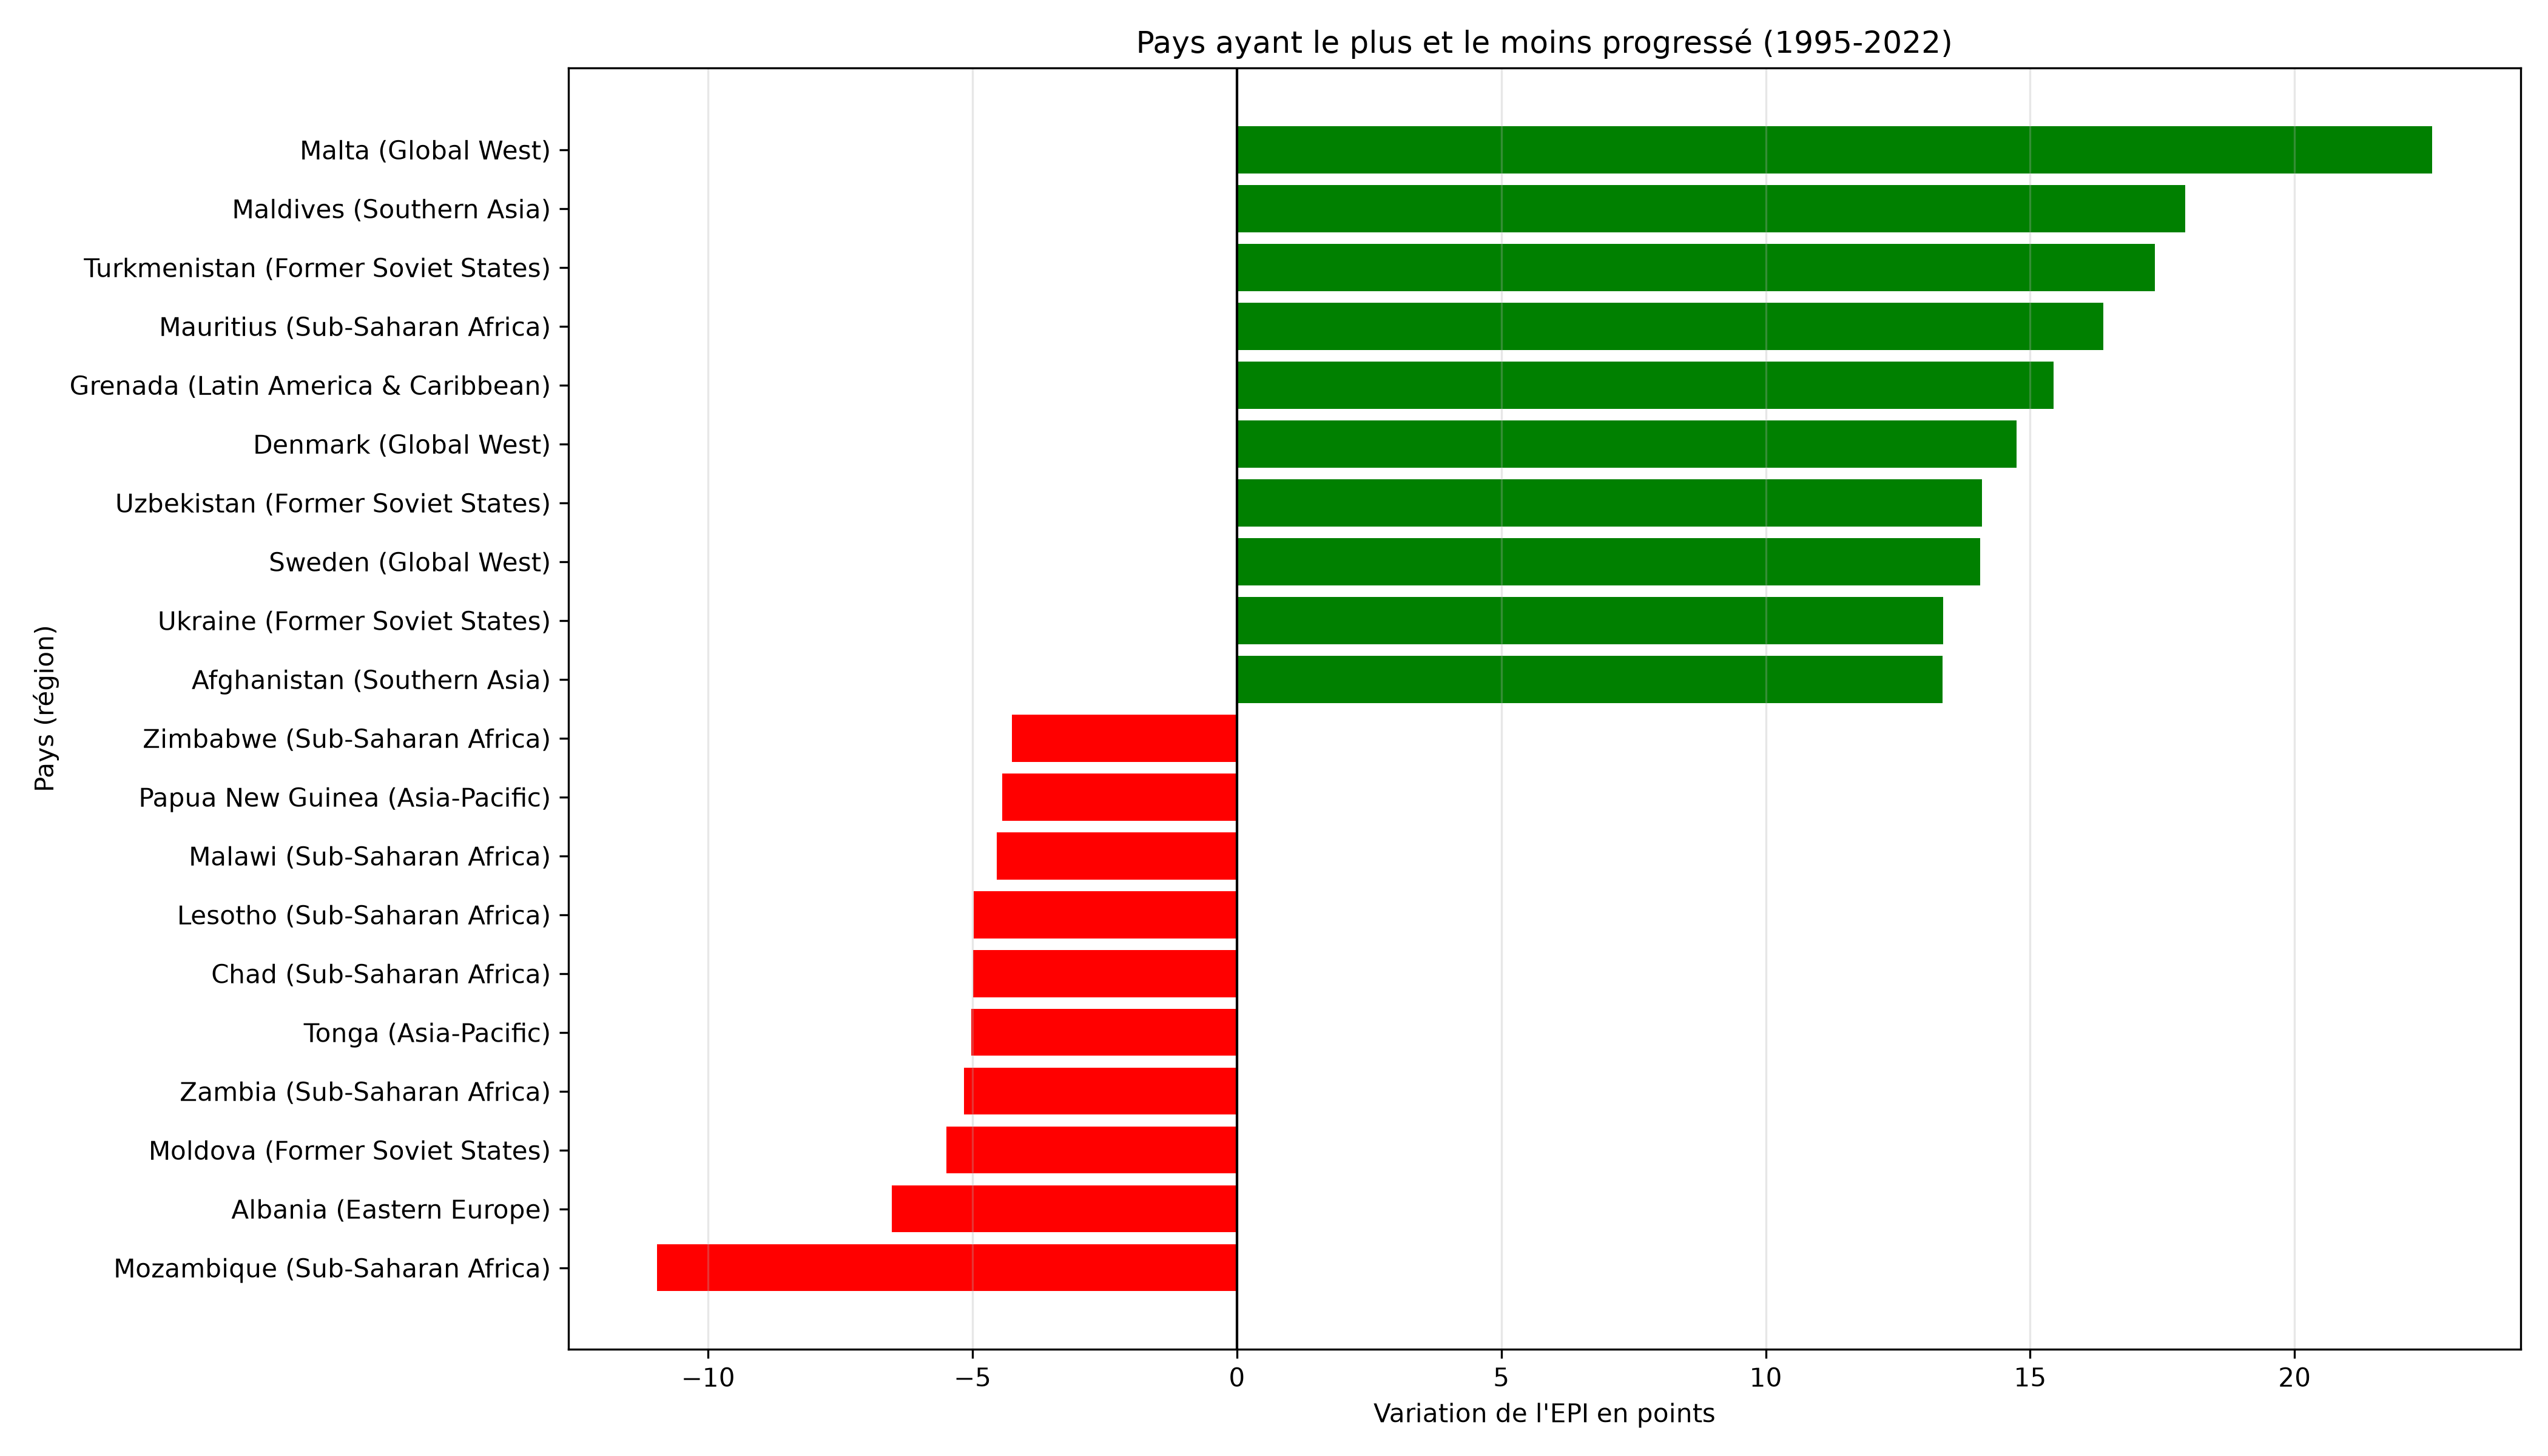 Pays ayant le plus et le moins progressé (1995-2022)
Malta (Global West)
Maldives (Southern Asia)
Turkmenistan (Former Soviet States)
Mauritius (Sub-Saharan Africa)
Grenada (Latin America & Caribbean)
Denmark (Global West)
Uzbekistan (Former Soviet States)
Sweden (Global West)
Ukraine (Former Soviet States)
Afghanistan (Southern Asia)
Zimbabwe (Sub-Saharan Africa)
Papua New Guinea (Asia-Pacific)
Malawi (Sub-Saharan Africa)
Lesotho (Sub-Saharan Africa)
Chad (Sub-Saharan Africa)
Tonga (Asia-Pacific)
Zambia (Sub-Saharan Africa)
Moldova (Former Soviet States)
Albania (Eastern Europe)
Mozambique (Sub-Saharan Africa)
Pays (région)
−10 −5 0 5 10 15 20
Variation de l'EPI en points